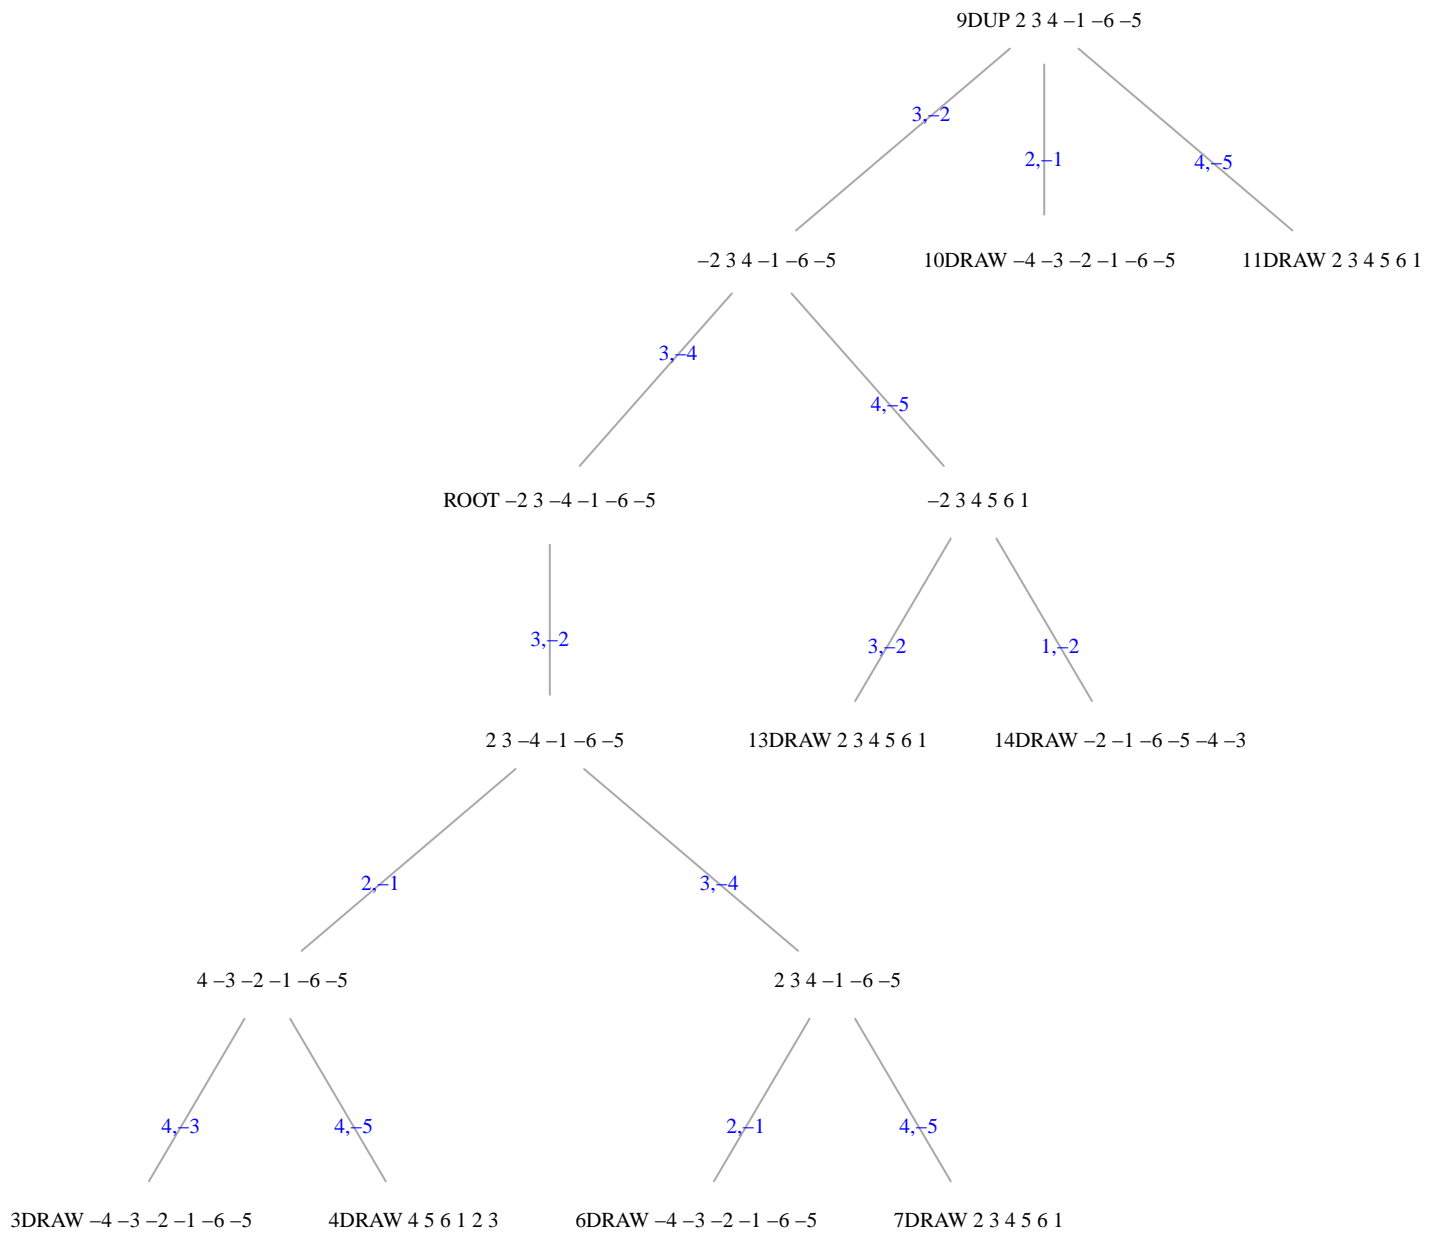 9DUP 2 3 4 –1 –6 –5
3,–2
2,–1
4,–5
–2 3 4 –1 –6 –5
10DRAW –4 –3 –2 –1 –6 –5
11DRAW 2 3 4 5 6 1
3,–4
4,–5
ROOT –2 3 –4 –1 –6 –5
–2 3 4 5 6 1
3,–2
3,–2
1,–2
2 3 –4 –1 –6 –5
13DRAW 2 3 4 5 6 1
14DRAW –2 –1 –6 –5 –4 –3
2,–1
3,–4
4 –3 –2 –1 –6 –5
2 3 4 –1 –6 –5
4,–3
4,–5
2,–1
4,–5
3DRAW –4 –3 –2 –1 –6 –5
4DRAW 4 5 6 1 2 3
6DRAW –4 –3 –2 –1 –6 –5
7DRAW 2 3 4 5 6 1